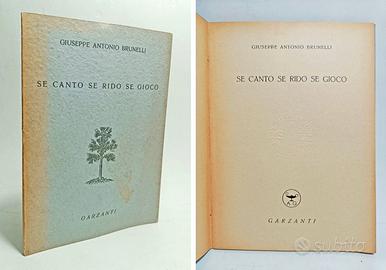 GIUSEPPE ANTONIO BRUNELLI
SE CANTO SE RIDO SE GIOCO
GARZANTI
GIUSEPPE ANTONIO BRUNELLI
SE CANTO SE RIDO SE GIOCO
GARZANTI
subito